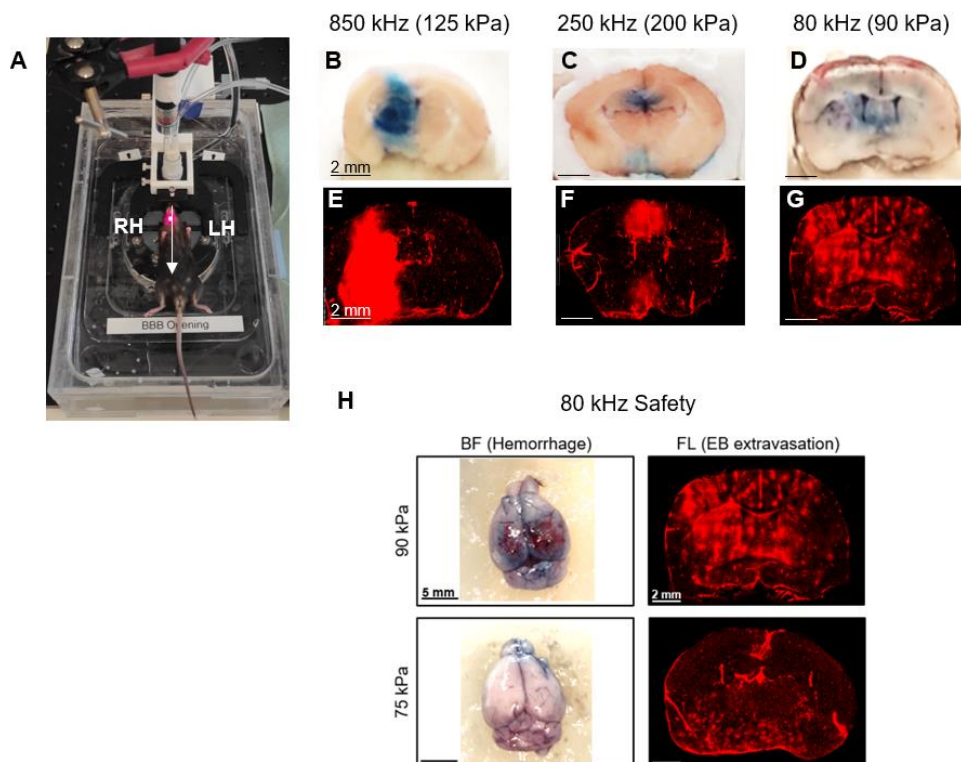 850 kHz (125 kPa)
250 kHz (200 kPa)
80 kHz (90 kPa)
A
B
C
D
2 mm
E
F
G
2 mm
RH
LH
BBB Opening
H
80 kHz Safety
BF (Hemorrhage)
FL (EB extravasation)
90 kPa
5 mm
2 mm
75 kPa